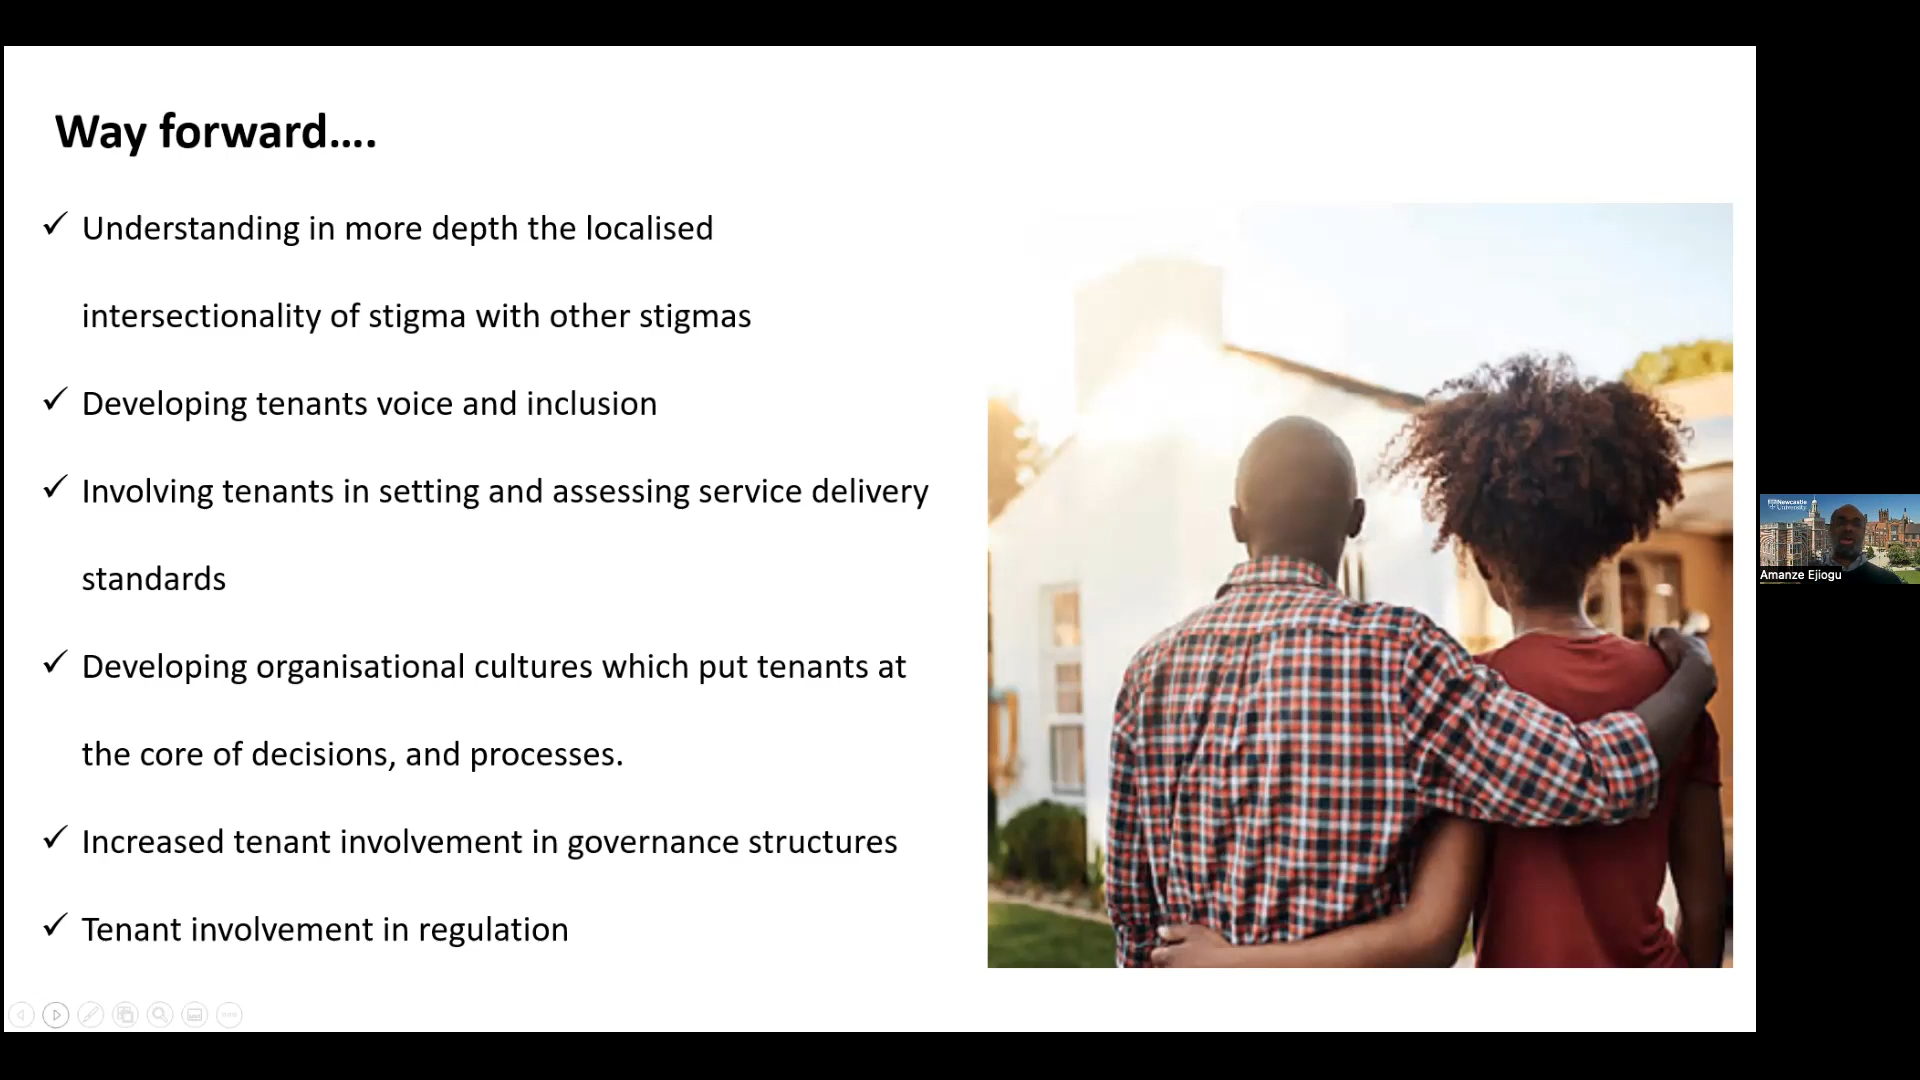 Way forward....
✓ Understanding in more depth the localised
intersectionality of stigma with other stigmas
✓ Developing tenants voice and inclusion
✓ Involving tenants in setting and assessing service delivery
standards
✓ Developing organisational cultures which put tenants at
the core of decisions, and processes.
✓ Increased tenant involvement in governance structures
✓ Tenant involvement in regulation
Newcastle
University
Amanze Ejiogu